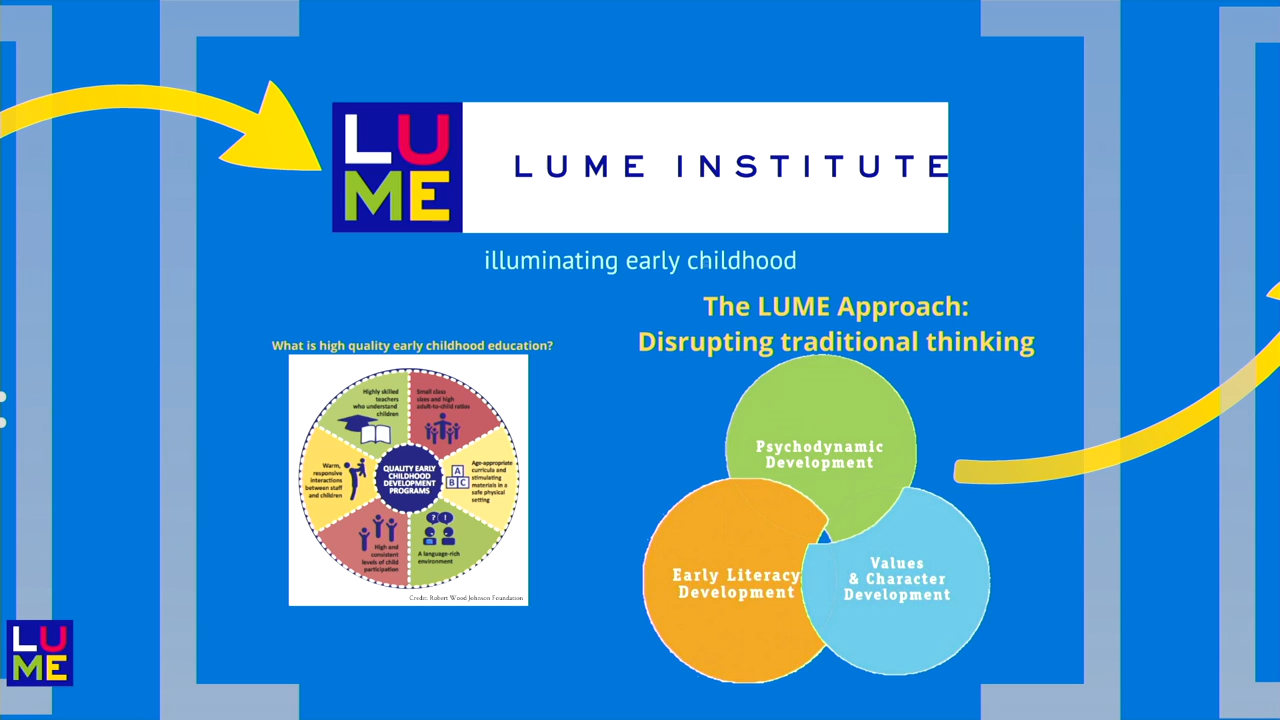 LU
ME
LUME INSTITUTE
illuminating early childhood
The LUME Approach:
Disrupting traditional thinking
What is high quality early childhood education?
Highly skilled
teachers
who understand
children
Small class
sizes and high
adult-to-child ratios
Warm,
responsive
interactions
between staff
and children
QUALITY EARLY
CHILDHOOD
DEVELOPMENT
PROGRAMS
A
B C
Age-appropriate
curricula and
stimulating
materials in a
safe physical
setting
High and
consistent
levels of child
participation
? !
A language-rich
environment
Credit: Robert Wood Johnson Foundation
Psychodynamic
Development
Early Literacy
Development
Values
& Character
Development
LU
ME